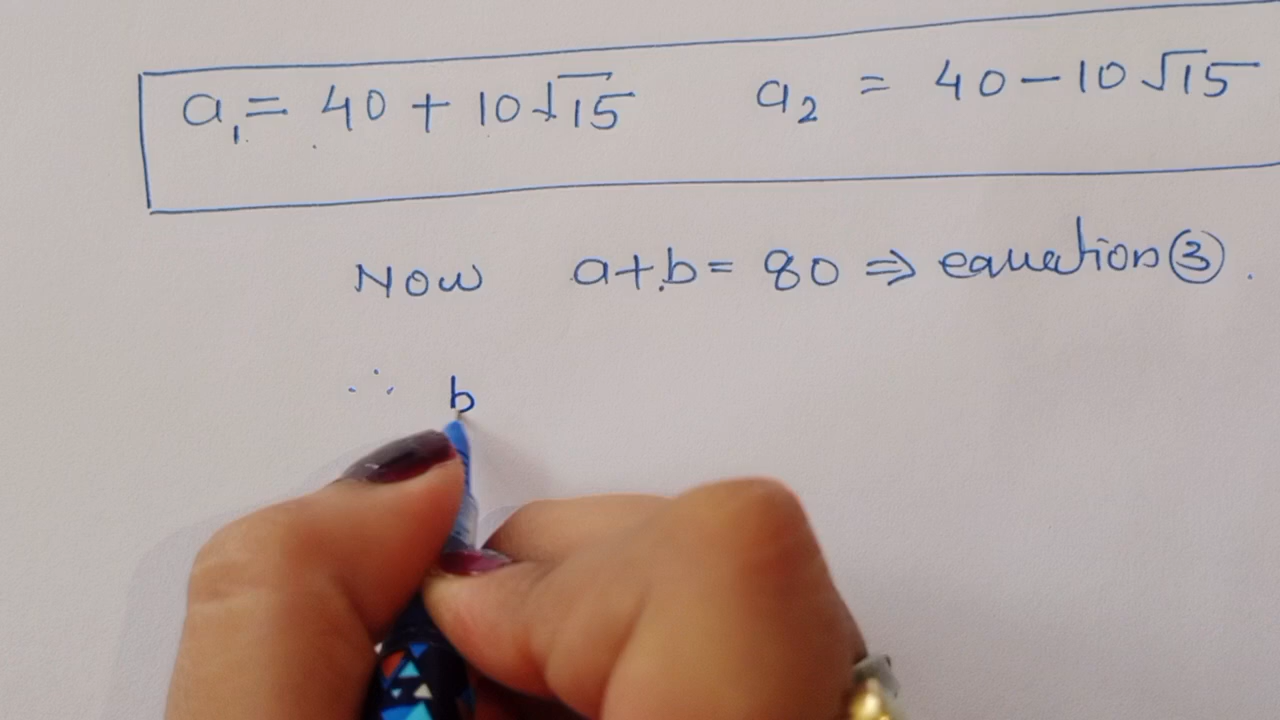 a₁ = 40 + 10√15 a₂ = 40 - 10√15
Now a+b = 80 ⇒ equation ③.
∴ b